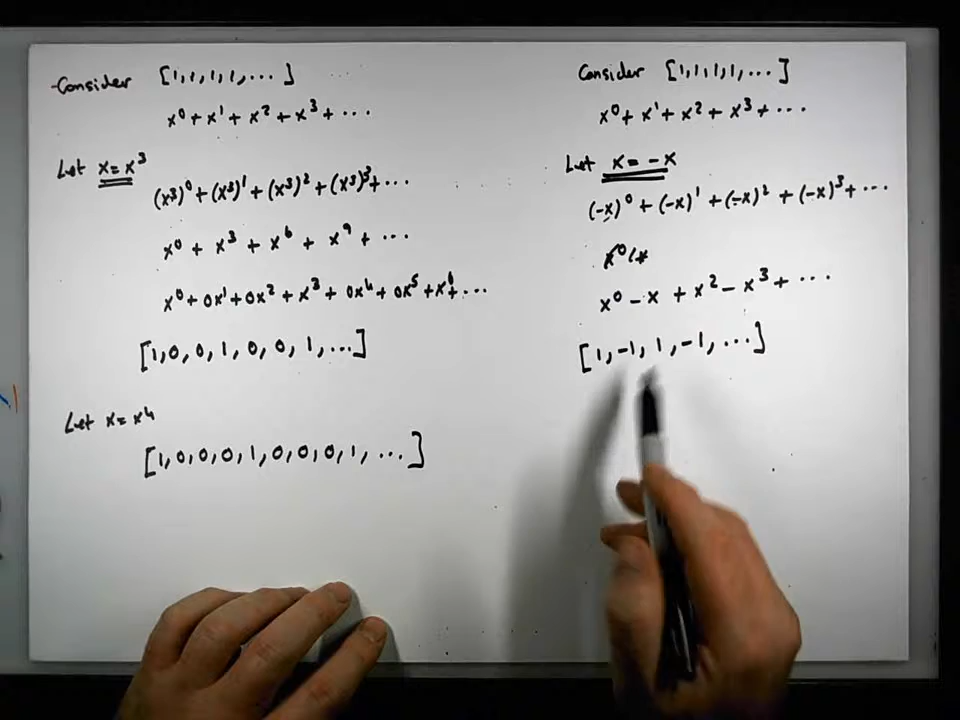 -Consider [1,1,1,1,...]
x⁰ + x¹ + x² + x³ + ...
Let x = x³
(x³)⁰ + (x³)¹ + (x³)² + (x³)³ + ...
x⁰ + x³ + x⁶ + x⁹ + ...
x⁰ + 0x¹ + 0x² + x³ + 0x⁴ + 0x⁵ + x⁶ + ...
[1,0,0,1,0,0,1,...]
Let x = x⁴
[1,0,0,0,1,0,0,0,1,...]
Consider [1,1,1,1,...]
x⁰ + x¹ + x² + x³ + ...
Let x = -x
(-x)⁰ + (-x)¹ + (-x)² + (-x)³ + ...
x⁰ - x + x² - x³ + ...
[1,-1,1,-1,...]